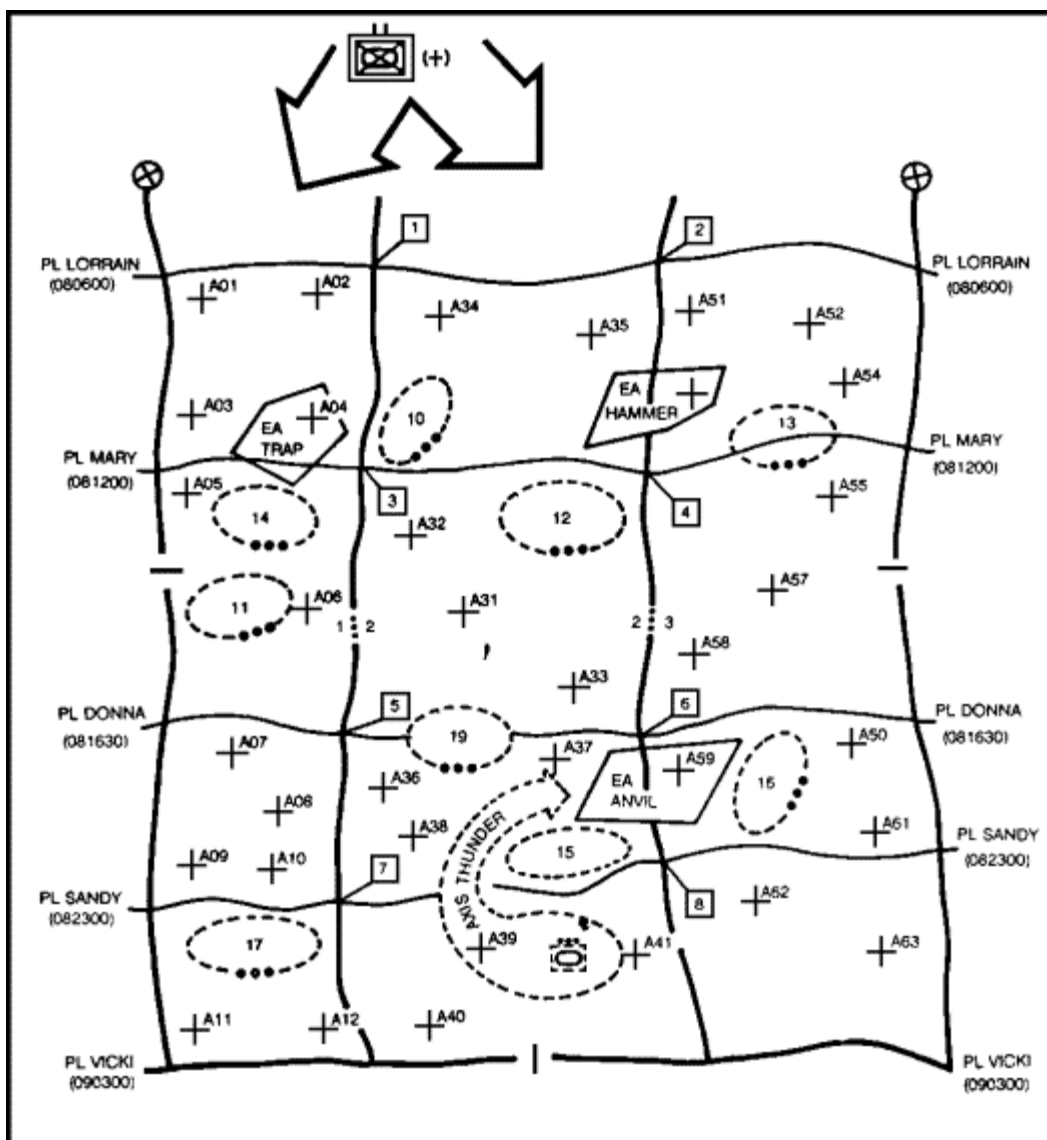 (+)
1
2
PL LORRAIN
(080600)
PL LORRAIN
(080600)
A01
A02
A34
A35
A51
A52
A54
A03
A04
EA
TRAP
10
EA
HAMMER
13
PL MARY
(081200)
PL MARY
(081200)
A05
3
4
14
A32
12
A55
11
A06
A31
A57
1
2
2
3
A58
A33
PL DONNA
(081630)
5
6
PL DONNA
(081630)
A07
19
A37
A59
A50
A36
EA
ANVIL
16
A08
A38
AXIS THUNDER
15
A61
A09
A10
7
PL SANDY
(082300)
PL SANDY
(082300)
8
A62
17
A39
A41
A63
A11
A12
A40
PL VICKI
(090300)
PL VICKI
(090300)